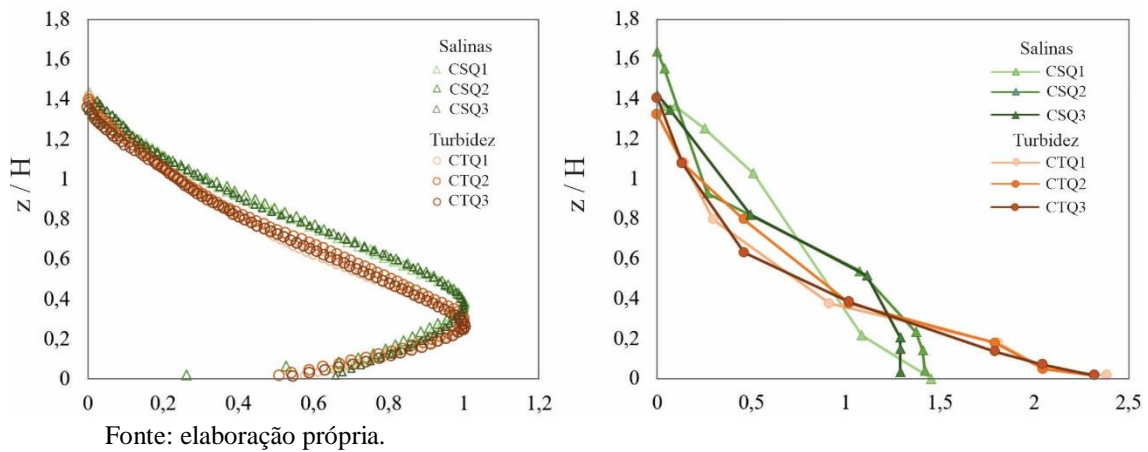 1,8
1,6
1,4
1,2
1
0,8
0,6
0,4
0,2
0
z / H
0
0,2
0,4
0,6
0,8
1
1,2
Salinas
CSQ1
CSQ2
CSQ3
Turbidez
CTQ1
CTQ2
CTQ3
1,8
1,6
1,4
1,2
1
0,8
0,6
0,4
0,2
0
z / H
0
0,5
1
1,5
2
2,5
Salinas
CSQ1
CSQ2
CSQ3
Turbidez
CTQ1
CTQ2
CTQ3
Fonte: elaboração própria.